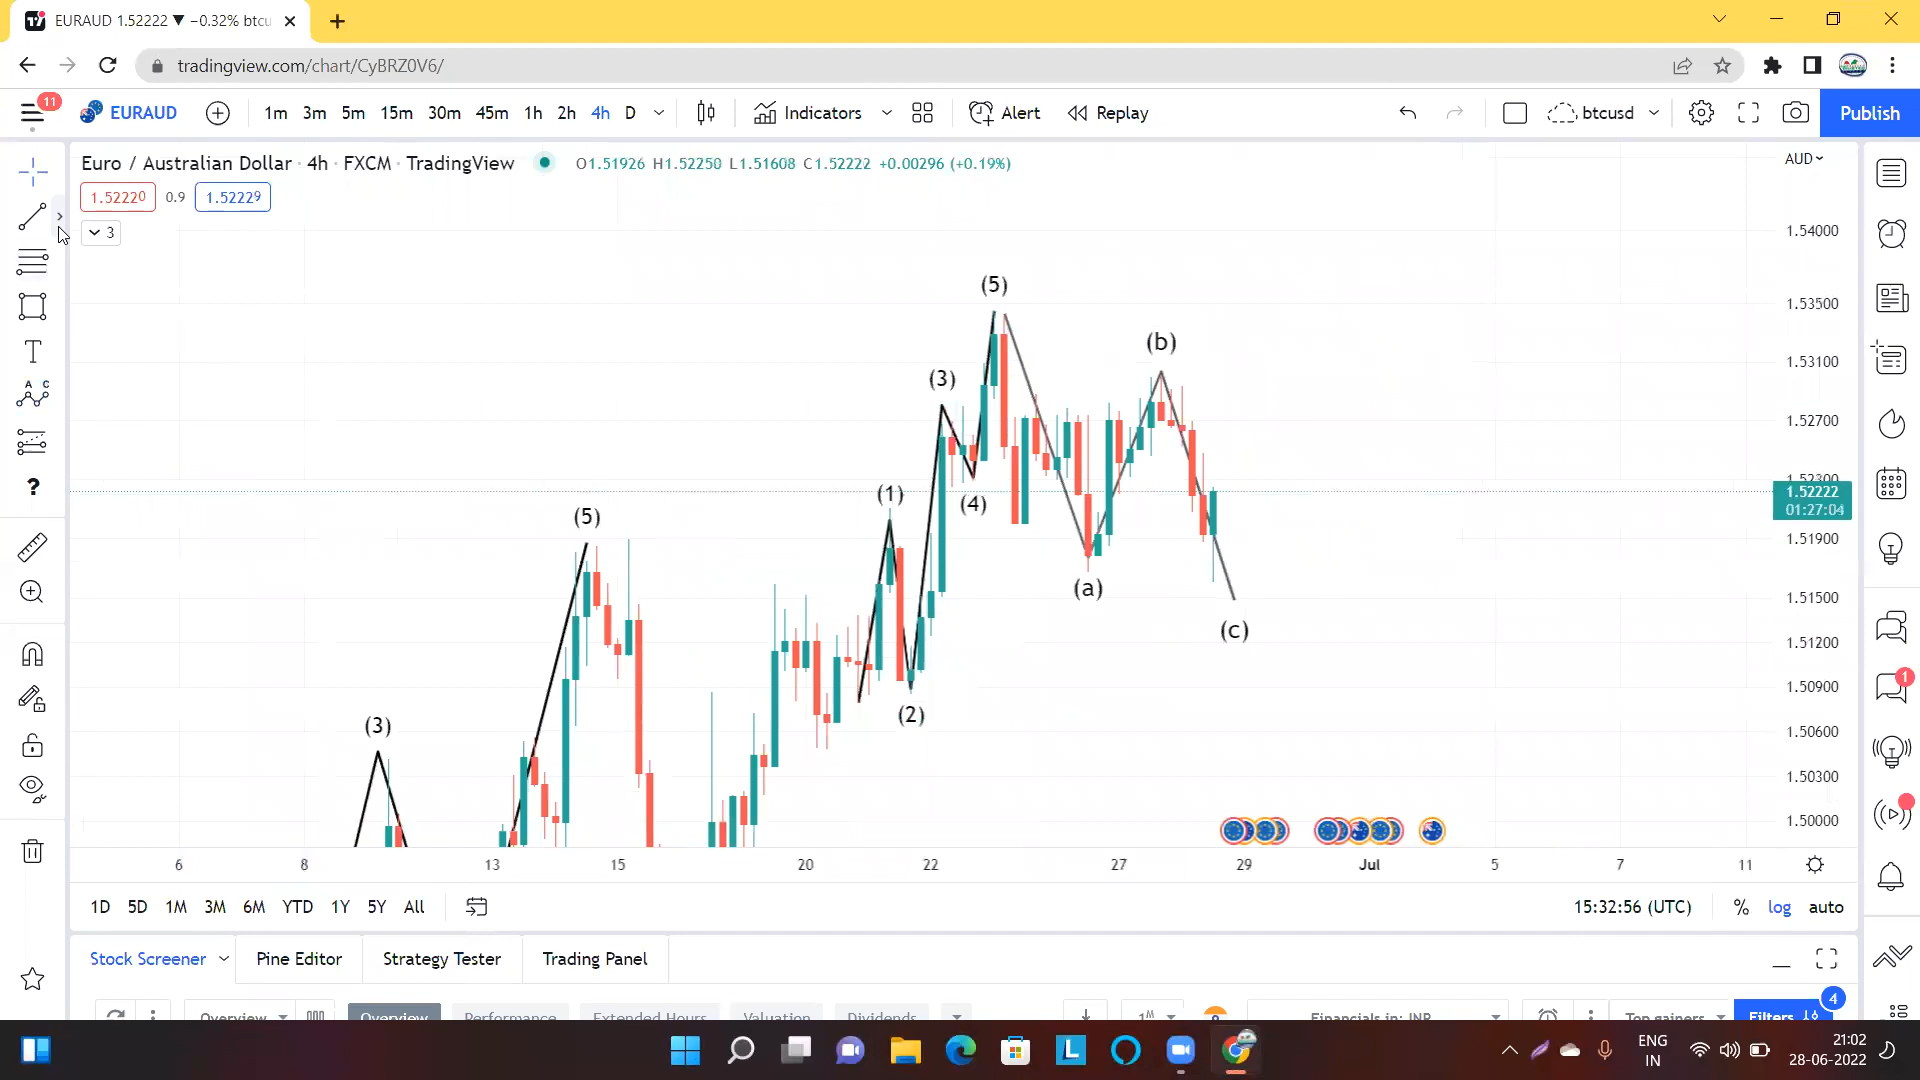 EURAUD 1.52222 ▼ −0.32% btcu
tradingview.com/chart/CyBRZ0V6/
11
EURAUD 1m 3m 5m 15m 30m 45m 1h 2h 4h D Indicators Alert Replay btcusd Publish
Euro / Australian Dollar · 4h · FXCM · TradingView O1.51926 H1.52250 L1.51608 C1.52222 +0.00296 (+0.19%) AUD
1.52220 0.9 1.52229
3
1.54000
(5)
1.53500
(b)
1.53100
(3)
1.52700
1.52300
(1)
1.52222
(4)
01:27:04
(5)
1.51900
(a)
1.51500
(c)
1.51200
1
1.50900
(2)
(3)
1.50600
1.50300
1.50000
6 8 13 15 20 22 27 29 Jul 5 7 11
1D 5D 1M 3M 6M YTD 1Y 5Y All 15:32:56 (UTC) % log auto
Stock Screener Pine Editor Strategy Tester Trading Panel
4
Overview Overview Performance Extended Hours Valuation Dividends 1M Financials in: INR Top gainers Filters
ENG
IN
21:02
28-06-2022